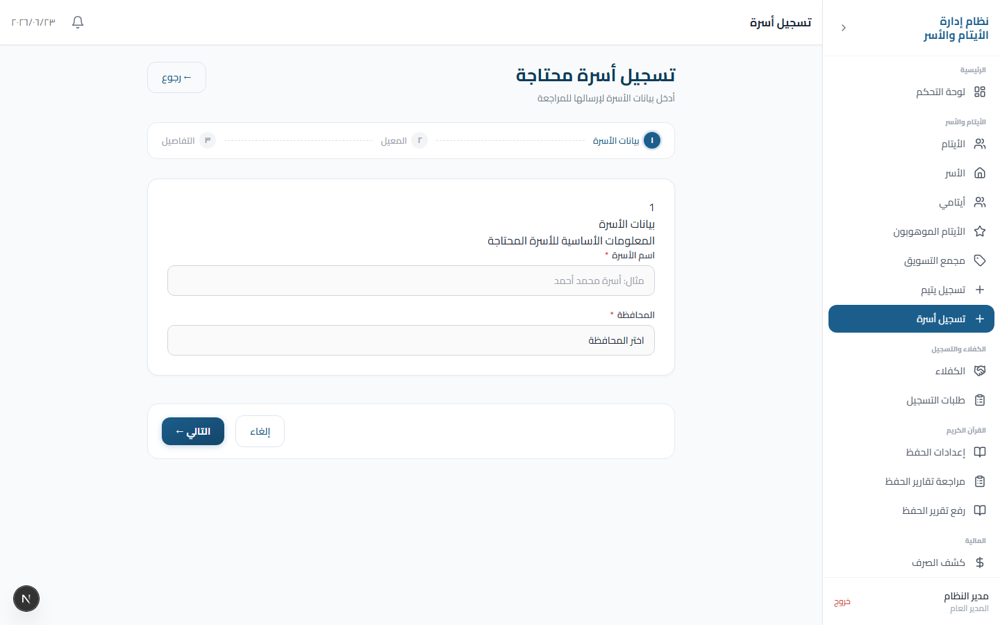 نظام إدارة
الأيتام والأسر
الرئيسية
لوحة التحكم
الأيتام والأسر
الأيتام
الأسر
أيتامي
الأيتام الموهوبون
مجمع التسويق
تسجيل يتيم
تسجيل أسرة
الكفلاء والتسجيل
الكفلاء
طلبات التسجيل
القرآن الكريم
إعدادات الحفظ
مراجعة تقارير الحفظ
رفع تقرير الحفظ
المالية
كشف الصرف
مدير النظام
المدير العام
خروج
تسجيل أسرة
٢٠٢٦/٠٦/٢٣
تسجيل أسرة محتاجة
أدخل بيانات الأسرة لإرسالها للمراجعة
← رجوع
١ بيانات الأسرة
٢ المعيل
٣ التفاصيل
1
بيانات الأسرة
المعلومات الأساسية للأسرة المحتاجة
اسم الأسرة *
مثال: أسرة محمد أحمد
المحافظة *
اختر المحافظة
إلغاء
التالي ←
N